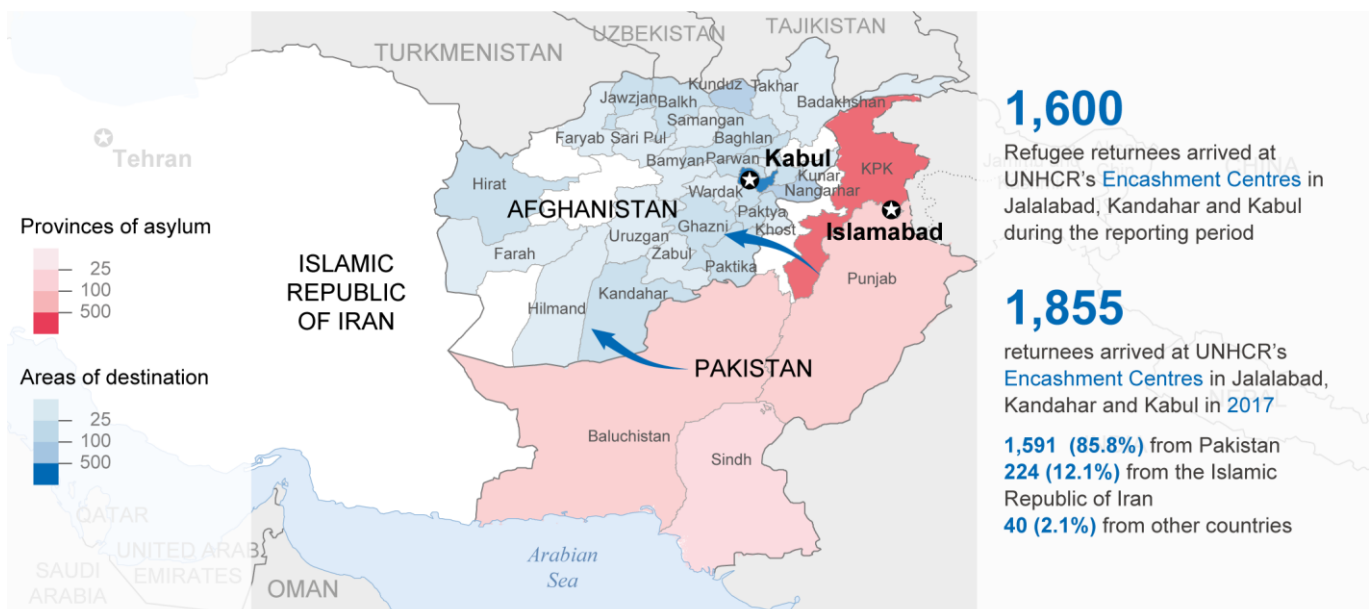 UZBEKISTAN
TAJIKISTAN
TURKMENISTAN
Kunduz
Takhar
Jawzjan
Balkh
Badakhshan
Samangan
Faryab
Sari Pul
Baghlan
Tehran
Bamyan
Parwan
Kabul
KPK
Hirat
Kunar
Wardak
Nangarhar
AFGHANISTAN
Paktya
Islamabad
Ghazni
Khost
Uruzgan
Farah
Zabul
Paktika
Punjab
ISLAMIC
REPUBLIC
OF IRAN
Kandahar
Hilmand
PAKISTAN
Baluchistan
Sindh
QATAR
UNITED ARAB
EMIRATES
SAUDI
ARABIA
OMAN
Arabian
Sea
CHINA
NEPAL
Provinces of asylum
25
100
500
Areas of destination
25
100
500
1,600
Refugee returnees arrived at
UNHCR's Encashment Centres in
Jalalabad, Kandahar and Kabul
during the reporting period
1,855
returnees arrived at UNHCR's
Encashment Centres in Jalalabad,
Kandahar and Kabul in 2017
1,591 (85.8%) from Pakistan
224 (12.1%) from the Islamic
Republic of Iran
40 (2.1%) from other countries